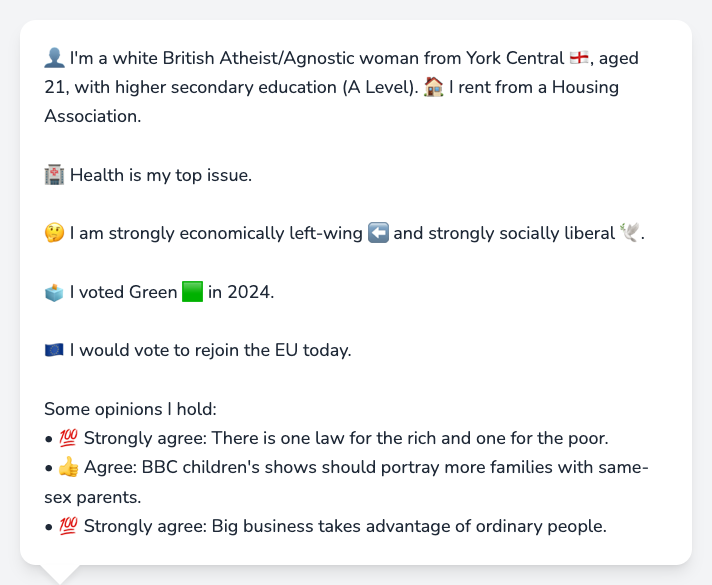 👤 I'm a white British Atheist/Agnostic woman from York Central 🏴󠁧󠁢󠁥󠁮󠁧󠁿, aged
21, with higher secondary education (A Level). 🏠 I rent from a Housing
Association.
🏥 Health is my top issue.
🤔 I am strongly economically left-wing ⬅️ and strongly socially liberal 🕊️.
🗳️ I voted Green 🟩 in 2024.
🇪🇺 I would vote to rejoin the EU today.
Some opinions I hold:
• 💯 Strongly agree: There is one law for the rich and one for the poor.
• 👍 Agree: BBC children's shows should portray more families with same-
sex parents.
• 💯 Strongly agree: Big business takes advantage of ordinary people.